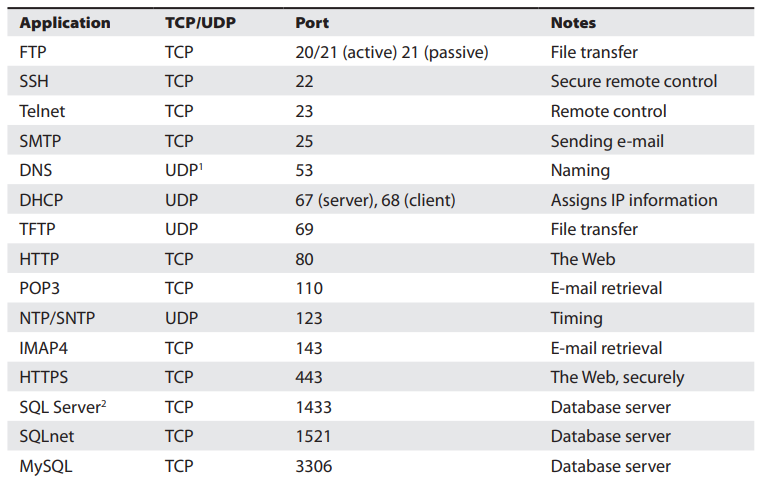 Application TCP/UDP Port Notes
FTP TCP 20/21 (active) 21 (passive) File transfer
SSH TCP 22 Secure remote control
Telnet TCP 23 Remote control
SMTP TCP 25 Sending e-mail
DNS UDP¹ 53 Naming
DHCP UDP 67 (server), 68 (client) Assigns IP information
TFTP UDP 69 File transfer
HTTP TCP 80 The Web
POP3 TCP 110 E-mail retrieval
NTP/SNTP UDP 123 Timing
IMAP4 TCP 143 E-mail retrieval
HTTPS TCP 443 The Web, securely
SQL Server² TCP 1433 Database server
SQLnet TCP 1521 Database server
MySQL TCP 3306 Database server